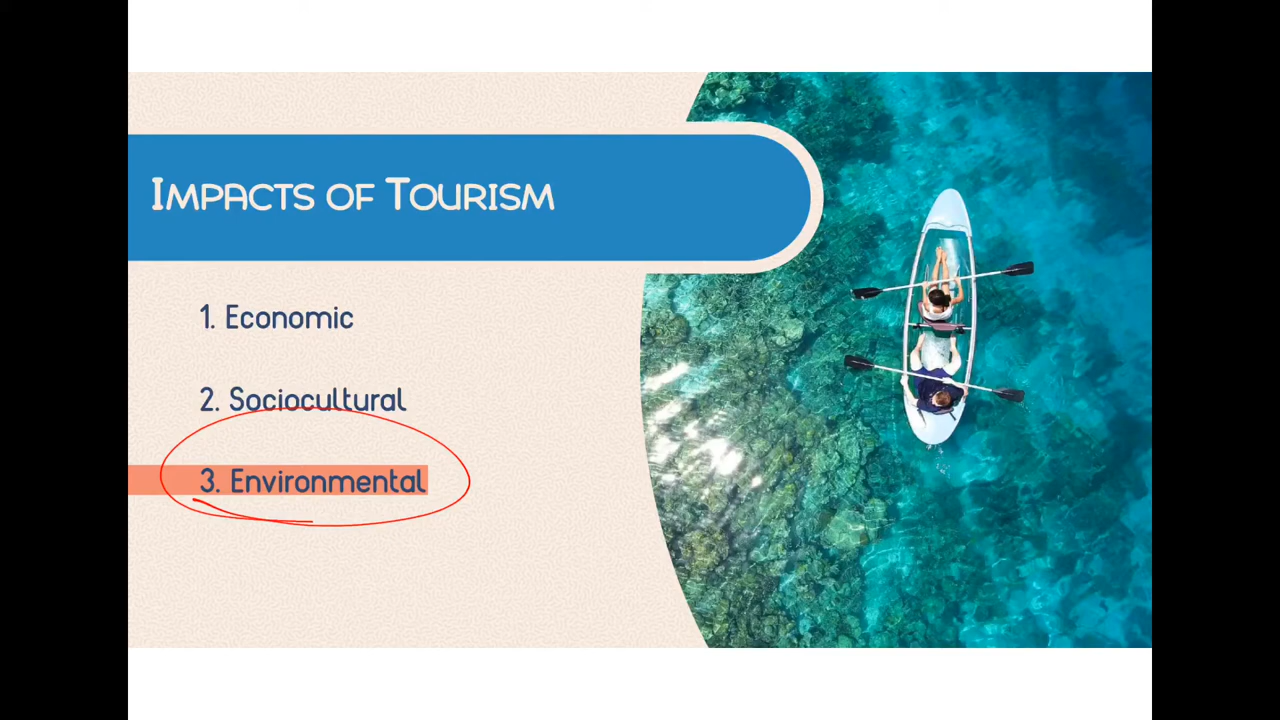 Impacts of Tourism
1. Economic
2. Sociocultural
3. Environmental